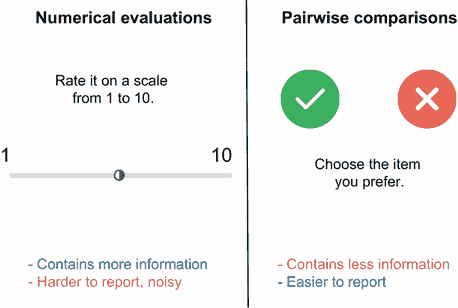 Numerical evaluations
Rate it on a scale
from 1 to 10.
1
10
- Contains more information
- Harder to report, noisy
Pairwise comparisons
Choose the item
you prefer.
- Contains less information
- Easier to report